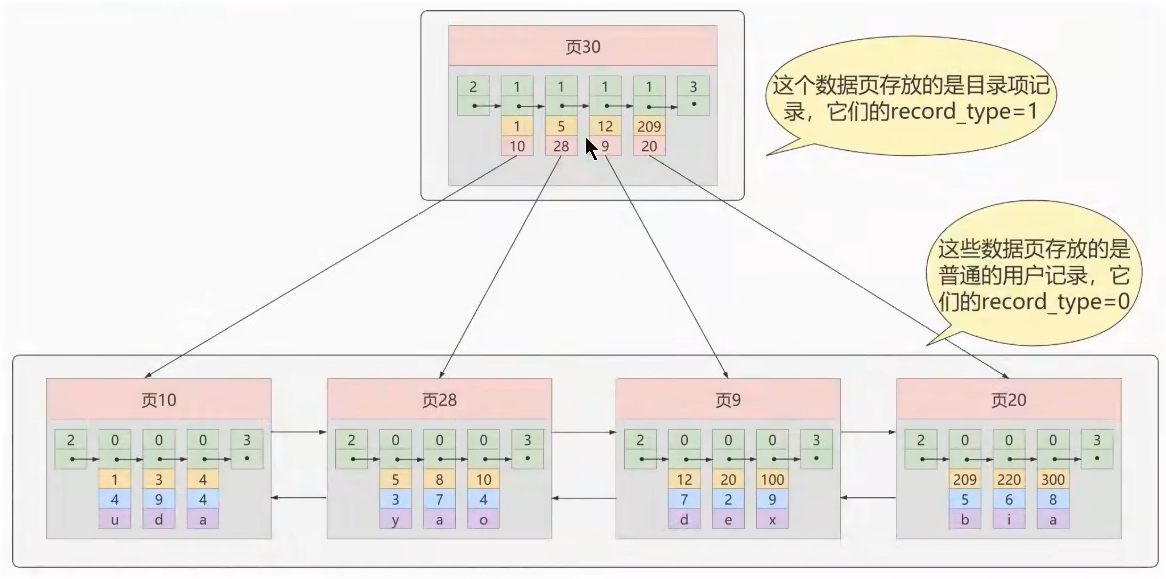 页30
2 1 1 1 1 3
1 5 12 209
10 28 9 20
这个数据页存放的是目录项记
录，它们的record_type=1
这些数据页存放的是
普通的用户记录，它
们的record_type=0
页10 页28 页9 页20
2 0 0 0 3 2 0 0 0 3 2 0 0 0 3 2 0 0 0 3
1 3 4 5 8 10 12 20 100 209 220 300
4 9 4 3 7 4 7 2 9 5 6 8
u d a y a o d e x b i a